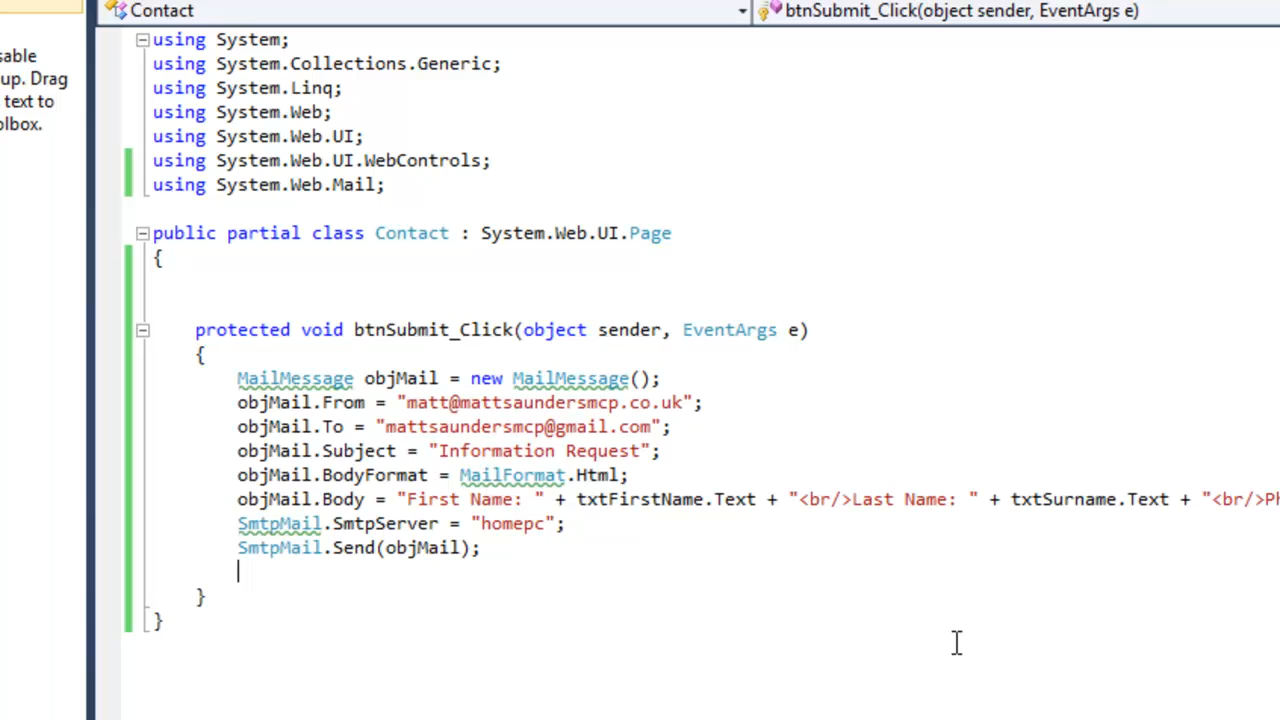 Contact
btnSubmit_Click(object sender, EventArgs e)
sable
up. Drag
text to
olbox.
using System;
using System.Collections.Generic;
using System.Linq;
using System.Web;
using System.Web.UI;
using System.Web.UI.WebControls;
using System.Web.Mail;
public partial class Contact : System.Web.UI.Page
{
protected void btnSubmit_Click(object sender, EventArgs e)
{
MailMessage objMail = new MailMessage();
objMail.From = "matt@mattsaundersmcp.co.uk";
objMail.To = "mattsaundersmcp@gmail.com";
objMail.Subject = "Information Request";
objMail.BodyFormat = MailFormat.Html;
objMail.Body = "First Name: " + txtFirstName.Text + "<br/>Last Name: " + txtSurname.Text + "<br/>Ph
SmtpMail.SmtpServer = "homepc";
SmtpMail.Send(objMail);
}
}